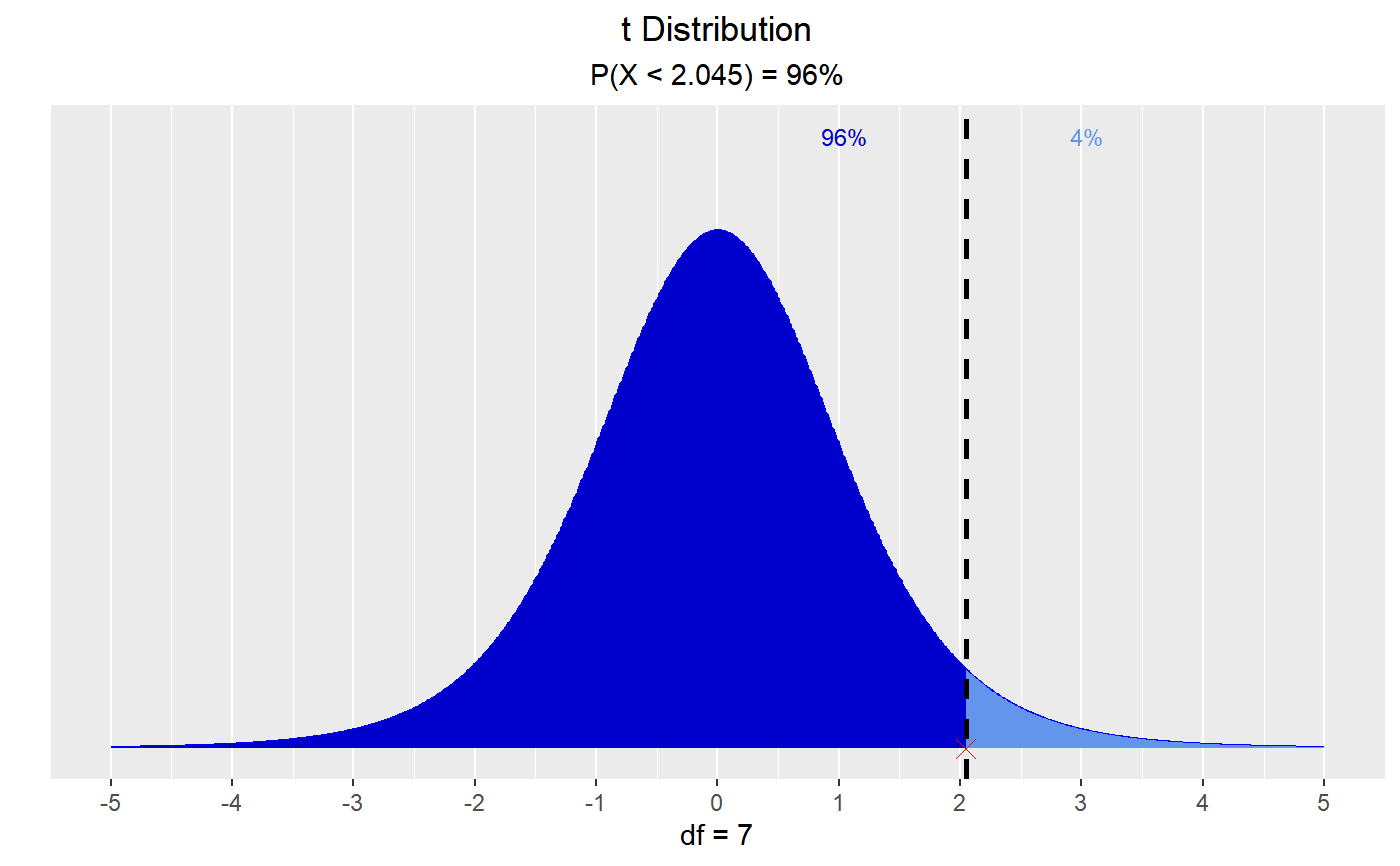 t Distribution
P(X < 2.045) = 96%
96% 4%
-5 -4 -3 -2 -1 0 1 2 3 4 5
df = 7